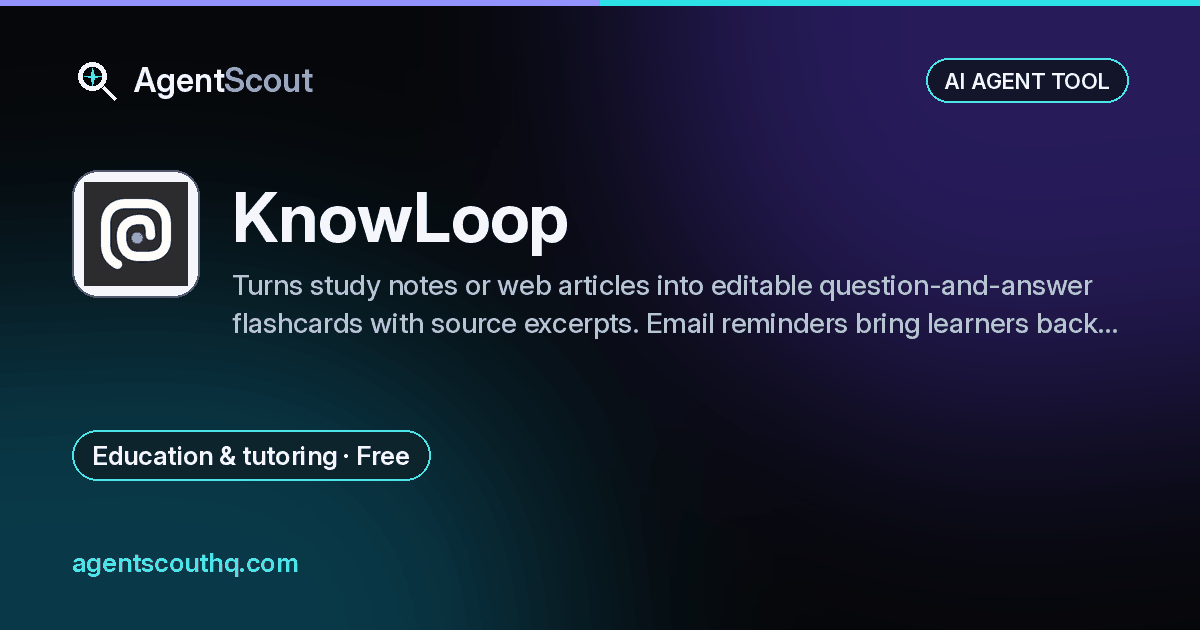 AgentScout
AI AGENT TOOL
KnowLoop
Turns study notes or web articles into editable question-and-answer
flashcards with source excerpts. Email reminders bring learners back...
Education & tutoring · Free
agentscouthq.com